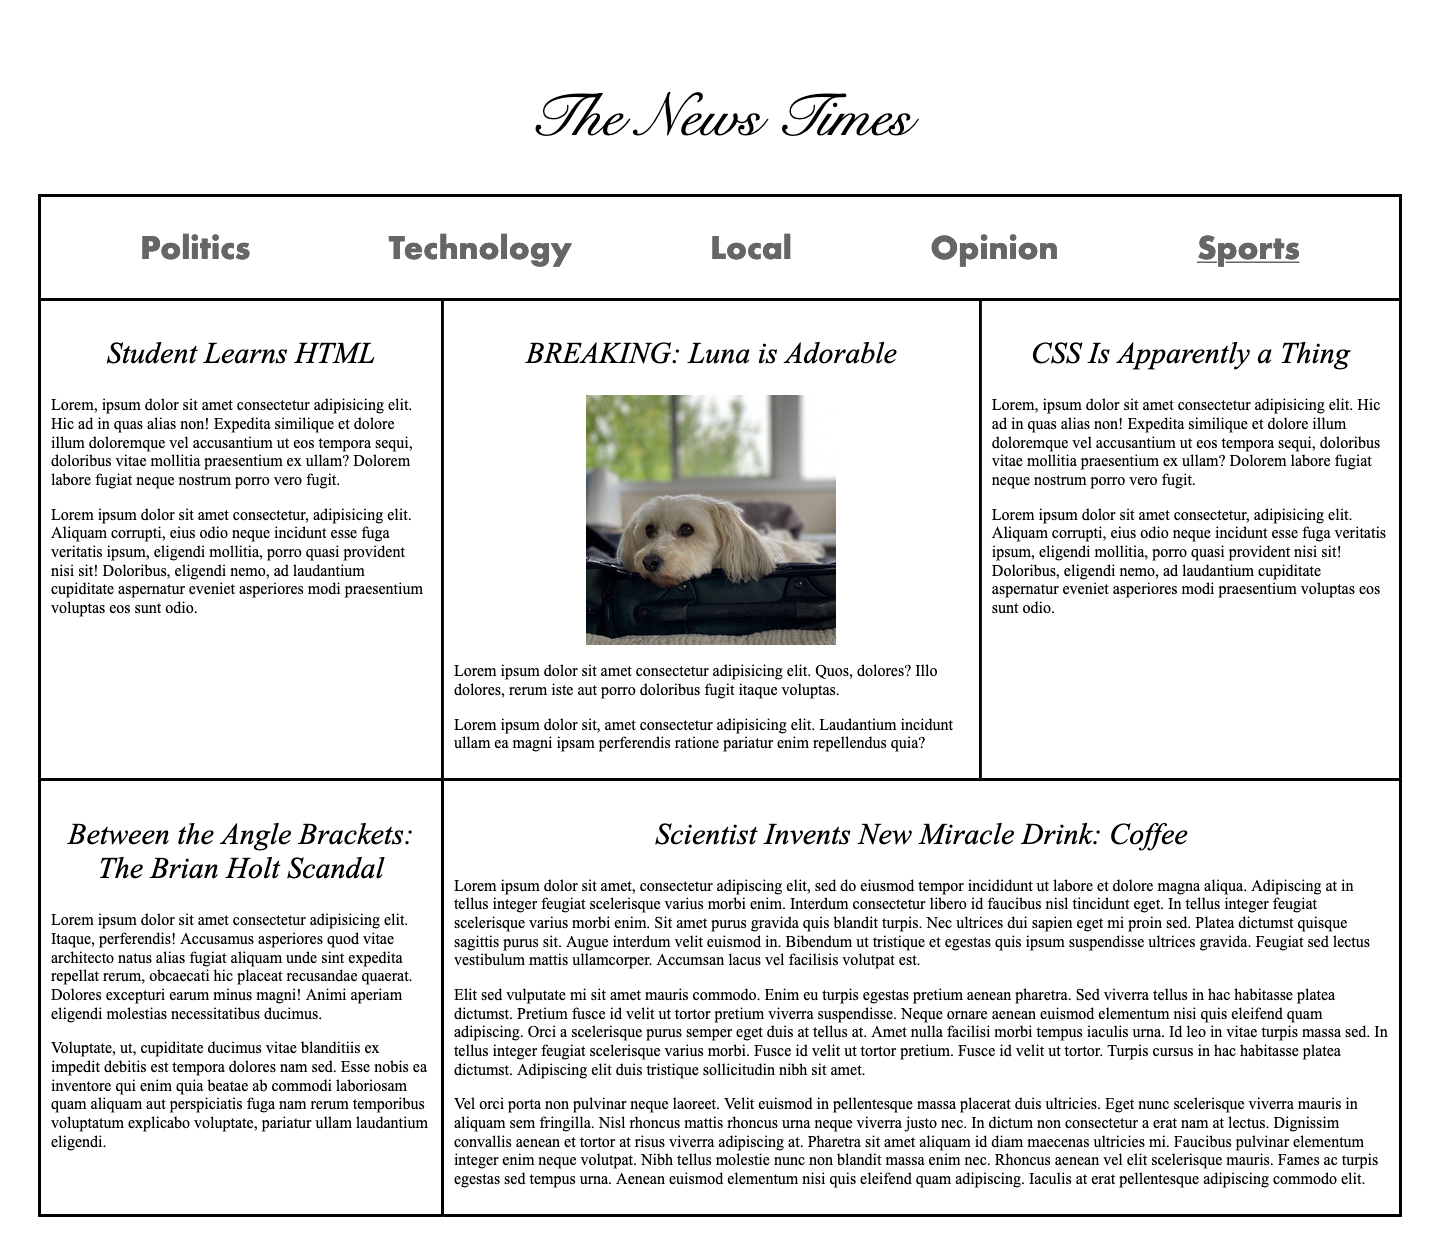 The News Times
Politics Technology Local Opinion Sports
Student Learns HTML
Lorem, ipsum dolor sit amet consectetur adipisicing elit.
Hic ad in quas alias non! Expedita similique et dolore
illum doloremque vel accusantium ut eos tempora sequi,
doloribus vitae mollitia praesentium ex ullam? Dolorem
labore fugiat neque nostrum porro vero fugit.
Lorem ipsum dolor sit amet consectetur, adipisicing elit.
Aliquam corrupti, eius odio neque incidunt esse fuga
veritatis ipsum, eligendi mollitia, porro quasi provident
nisi sit! Doloribus, eligendi nemo, ad laudantium
cupiditate aspernatur eveniet asperiores modi praesentium
voluptas eos sunt odio.
BREAKING: Luna is Adorable
Lorem ipsum dolor sit amet consectetur adipisicing elit. Quos, dolores? Illo
dolores, rerum iste aut porro doloribus fugit itaque voluptas.
Lorem ipsum dolor sit, amet consectetur adipisicing elit. Laudantium incidunt
ullam ea magni ipsam perferendis ratione pariatur enim repellendus quia?
CSS Is Apparently a Thing
Lorem, ipsum dolor sit amet consectetur adipisicing elit. Hic
ad in quas alias non! Expedita similique et dolore illum
doloremque vel accusantium ut eos tempora sequi, doloribus
vitae mollitia praesentium ex ullam? Dolorem labore fugiat
neque nostrum porro vero fugit.
Lorem ipsum dolor sit amet consectetur, adipisicing elit.
Aliquam corrupti, eius odio neque incidunt esse fuga veritatis
ipsum, eligendi mollitia, porro quasi provident nisi sit!
Doloribus, eligendi nemo, ad laudantium cupiditate
aspernatur eveniet asperiores modi praesentium voluptas eos
sunt odio.
Between the Angle Brackets:
The Brian Holt Scandal
Lorem ipsum dolor sit amet consectetur adipisicing elit.
Itaque, perferendis! Accusamus asperiores quod vitae
architecto natus alias fugiat aliquam unde sint expedita
repellat rerum, obcaecati hic placeat recusandae quaerat.
Dolores excepturi earum minus magni! Animi aperiam
eligendi molestias necessitatibus ducimus.
Voluptate, ut, cupiditate ducimus vitae blanditiis ex
impedit debitis est tempora dolores nam sed. Esse nobis ea
inventore qui enim quia beatae ab commodi laboriosam
quam aliquam aut perspiciatis fuga nam rerum temporibus
voluptatum explicabo voluptate, pariatur ullam laudantium
eligendi.
Scientist Invents New Miracle Drink: Coffee
Lorem ipsum dolor sit amet, consectetur adipiscing elit, sed do eiusmod tempor incididunt ut labore et dolore magna aliqua. Adipiscing at in
tellus integer feugiat scelerisque varius morbi enim. Interdum consectetur libero id faucibus nisl tincidunt eget. In tellus integer feugiat
scelerisque varius morbi enim. Sit amet purus gravida quis blandit turpis. Nec ultrices dui sapien eget mi proin sed. Platea dictumst quisque
sagittis purus sit. Augue interdum velit euismod in. Bibendum ut tristique et egestas quis ipsum suspendisse ultrices gravida. Feugiat sed lectus
vestibulum mattis ullamcorper. Accumsan lacus vel facilisis volutpat est.
Elit sed vulputate mi sit amet mauris commodo. Enim eu turpis egestas pretium aenean pharetra. Sed viverra tellus in hac habitasse platea
dictumst. Pretium fusce id velit ut tortor pretium viverra suspendisse. Neque ornare aenean euismod elementum nisi quis eleifend quam
adipiscing. Orci a scelerisque purus semper eget duis at tellus at. Amet nulla facilisi morbi tempus iaculis urna. Id leo in vitae turpis massa sed. In
tellus integer feugiat scelerisque varius morbi. Fusce id velit ut tortor pretium. Fusce id velit ut tortor. Turpis cursus in hac habitasse platea
dictumst. Adipiscing elit duis tristique sollicitudin nibh sit amet.
Vel orci porta non pulvinar neque laoreet. Velit euismod in pellentesque massa placerat duis ultricies. Eget nunc scelerisque viverra mauris in
aliquam sem fringilla. Nisl rhoncus mattis rhoncus urna neque viverra justo nec. In dictum non consectetur a erat nam at lectus. Dignissim
convallis aenean et tortor at risus viverra adipiscing at. Pharetra sit amet aliquam id diam maecenas ultricies mi. Faucibus pulvinar elementum
integer enim neque volutpat. Nibh tellus molestie nunc non blandit massa enim nec. Rhoncus aenean vel elit scelerisque mauris. Fames ac turpis
egestas sed tempus urna. Aenean euismod elementum nisi quis eleifend quam adipiscing. Iaculis at erat pellentesque adipiscing commodo elit.